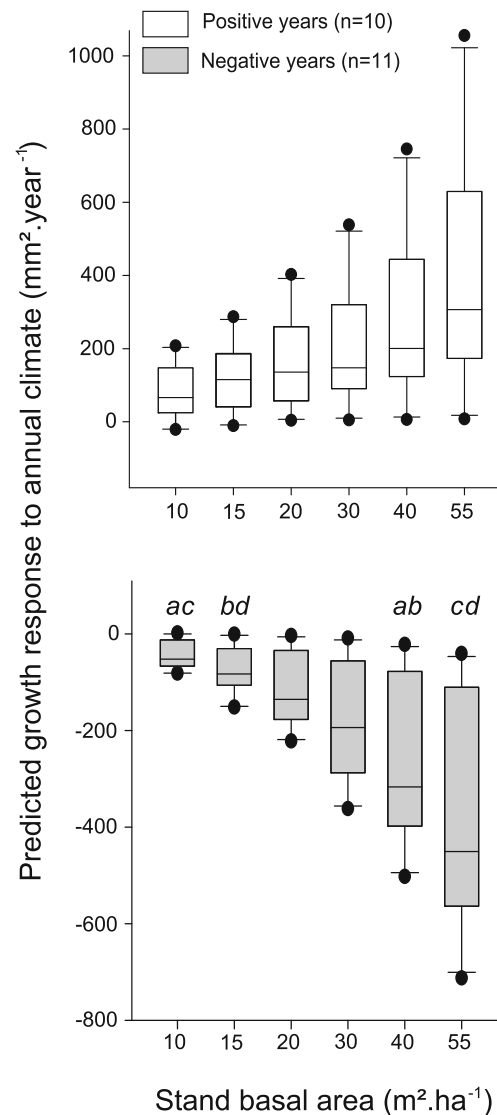 Positive years (n=10)
Negative years (n=11)
Predicted growth response to annual climate (mm².year⁻¹)
1000
800
600
400
200
0
10 15 20 30 40 55
ac bd ab cd
0
-200
-400
-600
-800
10 15 20 30 40 55
Stand basal area (m².ha⁻¹)